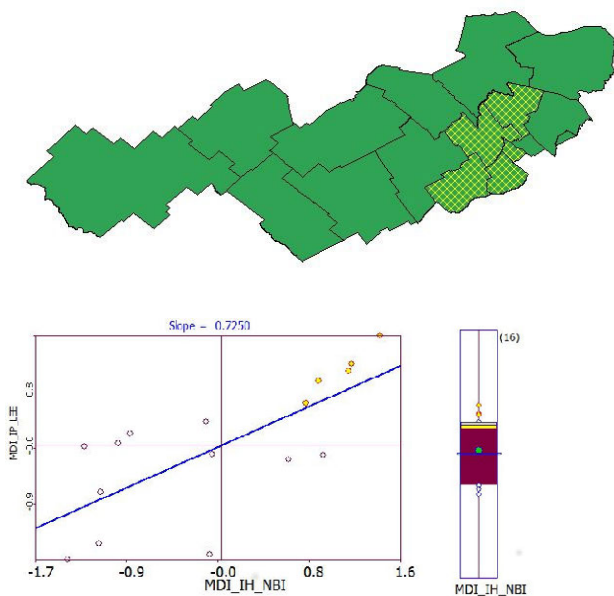 Slope = 0.7250
(16)
MDI_IP_LEE
0.8
-0.0
-0.9
-1.7 -0.9 -0.0 0.8 1.6
MDI_IH_NBI
MDI_IH_NBI